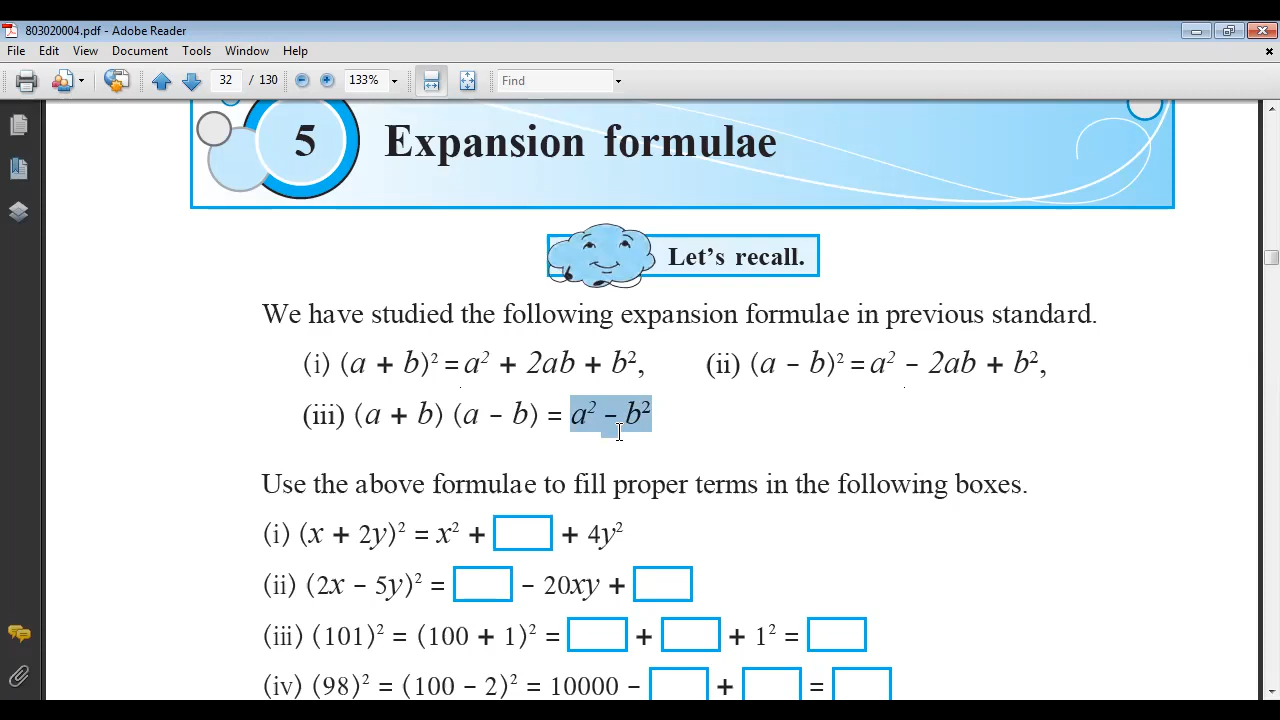 803020004.pdf - Adobe Reader
File Edit View Document Tools Window Help
32 / 130 133% Find
5 Expansion formulae
Let's recall.
We have studied the following expansion formulae in previous standard.
(i) (a + b)² = a² + 2ab + b², (ii) (a – b)² = a² – 2ab + b²,
(iii) (a + b) (a – b) = a² – b²
Use the above formulae to fill proper terms in the following boxes.
(i) (x + 2y)² = x² + + 4y²
(ii) (2x – 5y)² = – 20xy +
(iii) (101)² = (100 + 1)² = + + 1² =
(iv) (98)² = (100 – 2)² = 10000 – + =